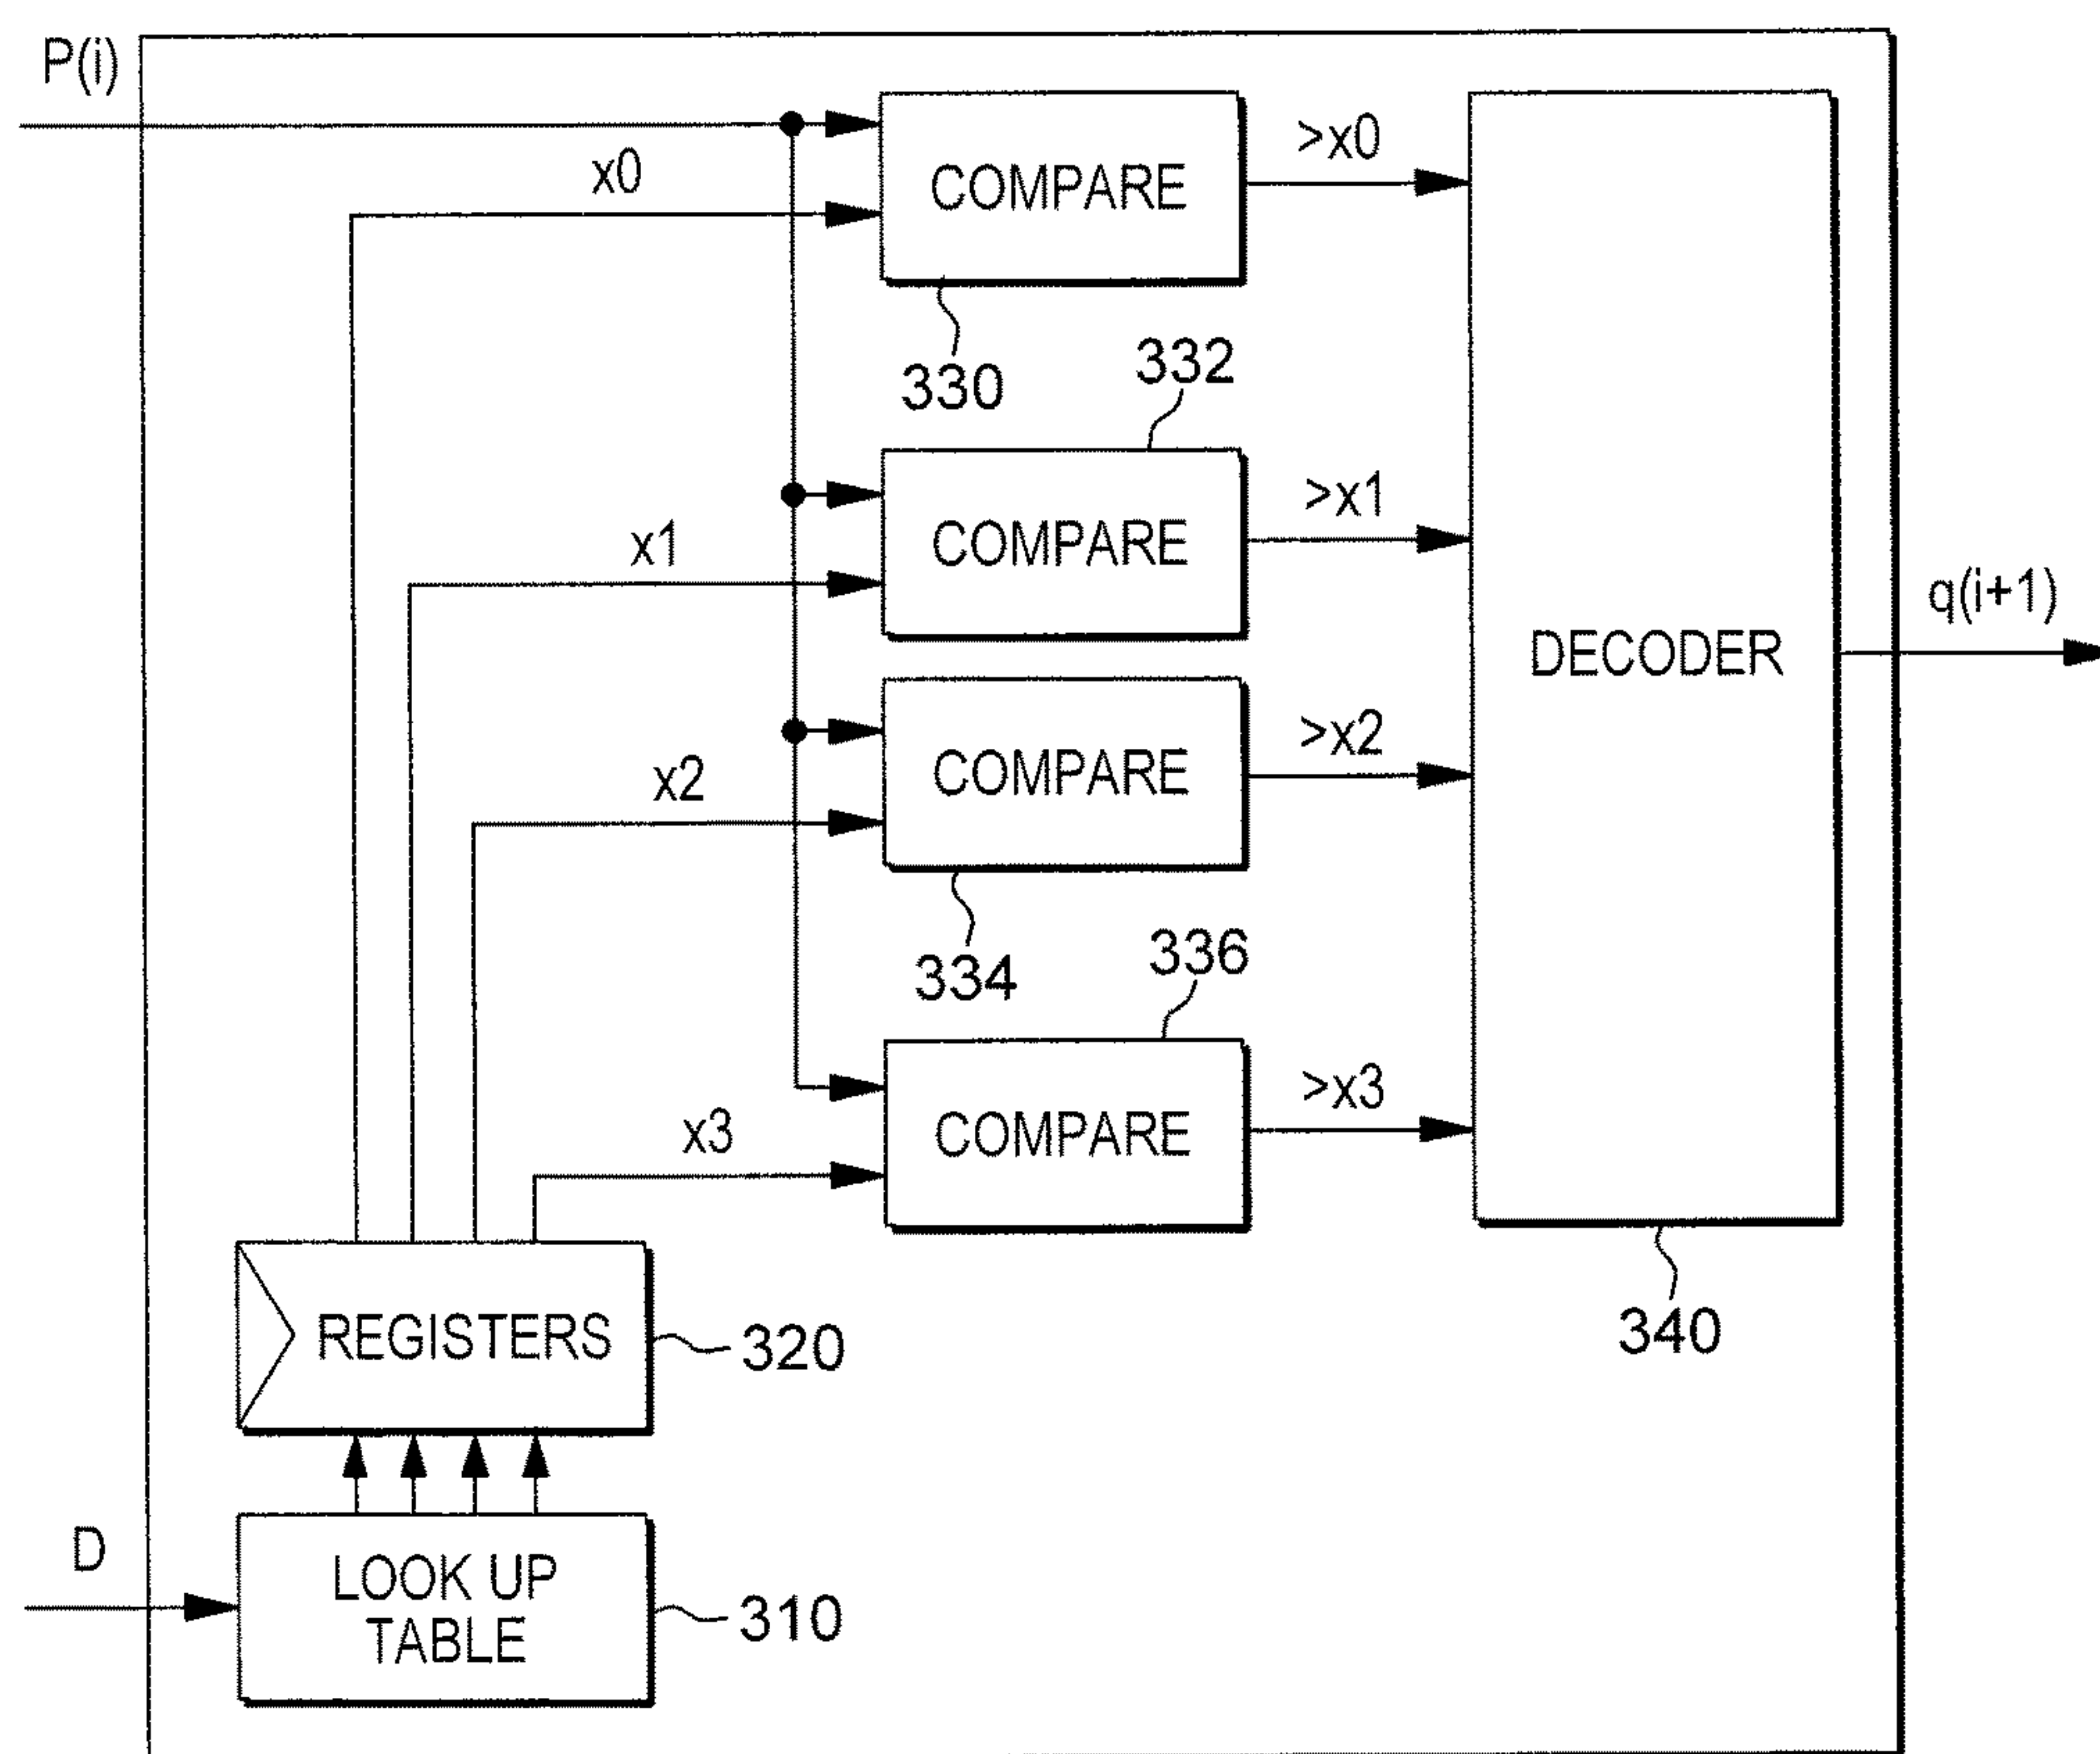 P(i)
x0
COMPARE
>x0
330
332
x1
COMPARE
>x1
q(i+1)
DECODER
x2
COMPARE
>x2
334
336
x3
COMPARE
>x3
REGISTERS
320
340
D
LOOK UP
TABLE
310